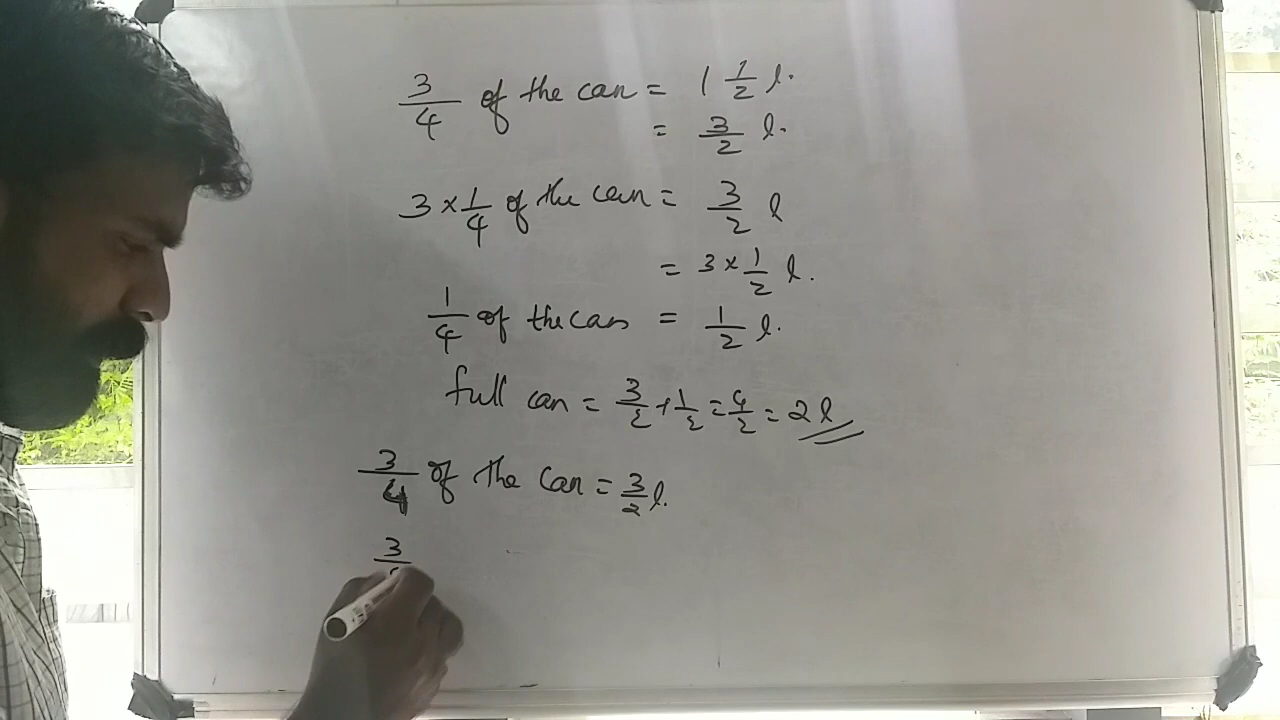 3/4 of the can = 1 1/2 l.
= 3/2 l.
3 × 1/4 of the can = 3/2 l
= 3 × 1/2 l.
1/4 of the can = 1/2 l.
full can = 3/2 + 1/2 = 4/2 = 2 l
3/4 of the can = 3/2 l.
3/